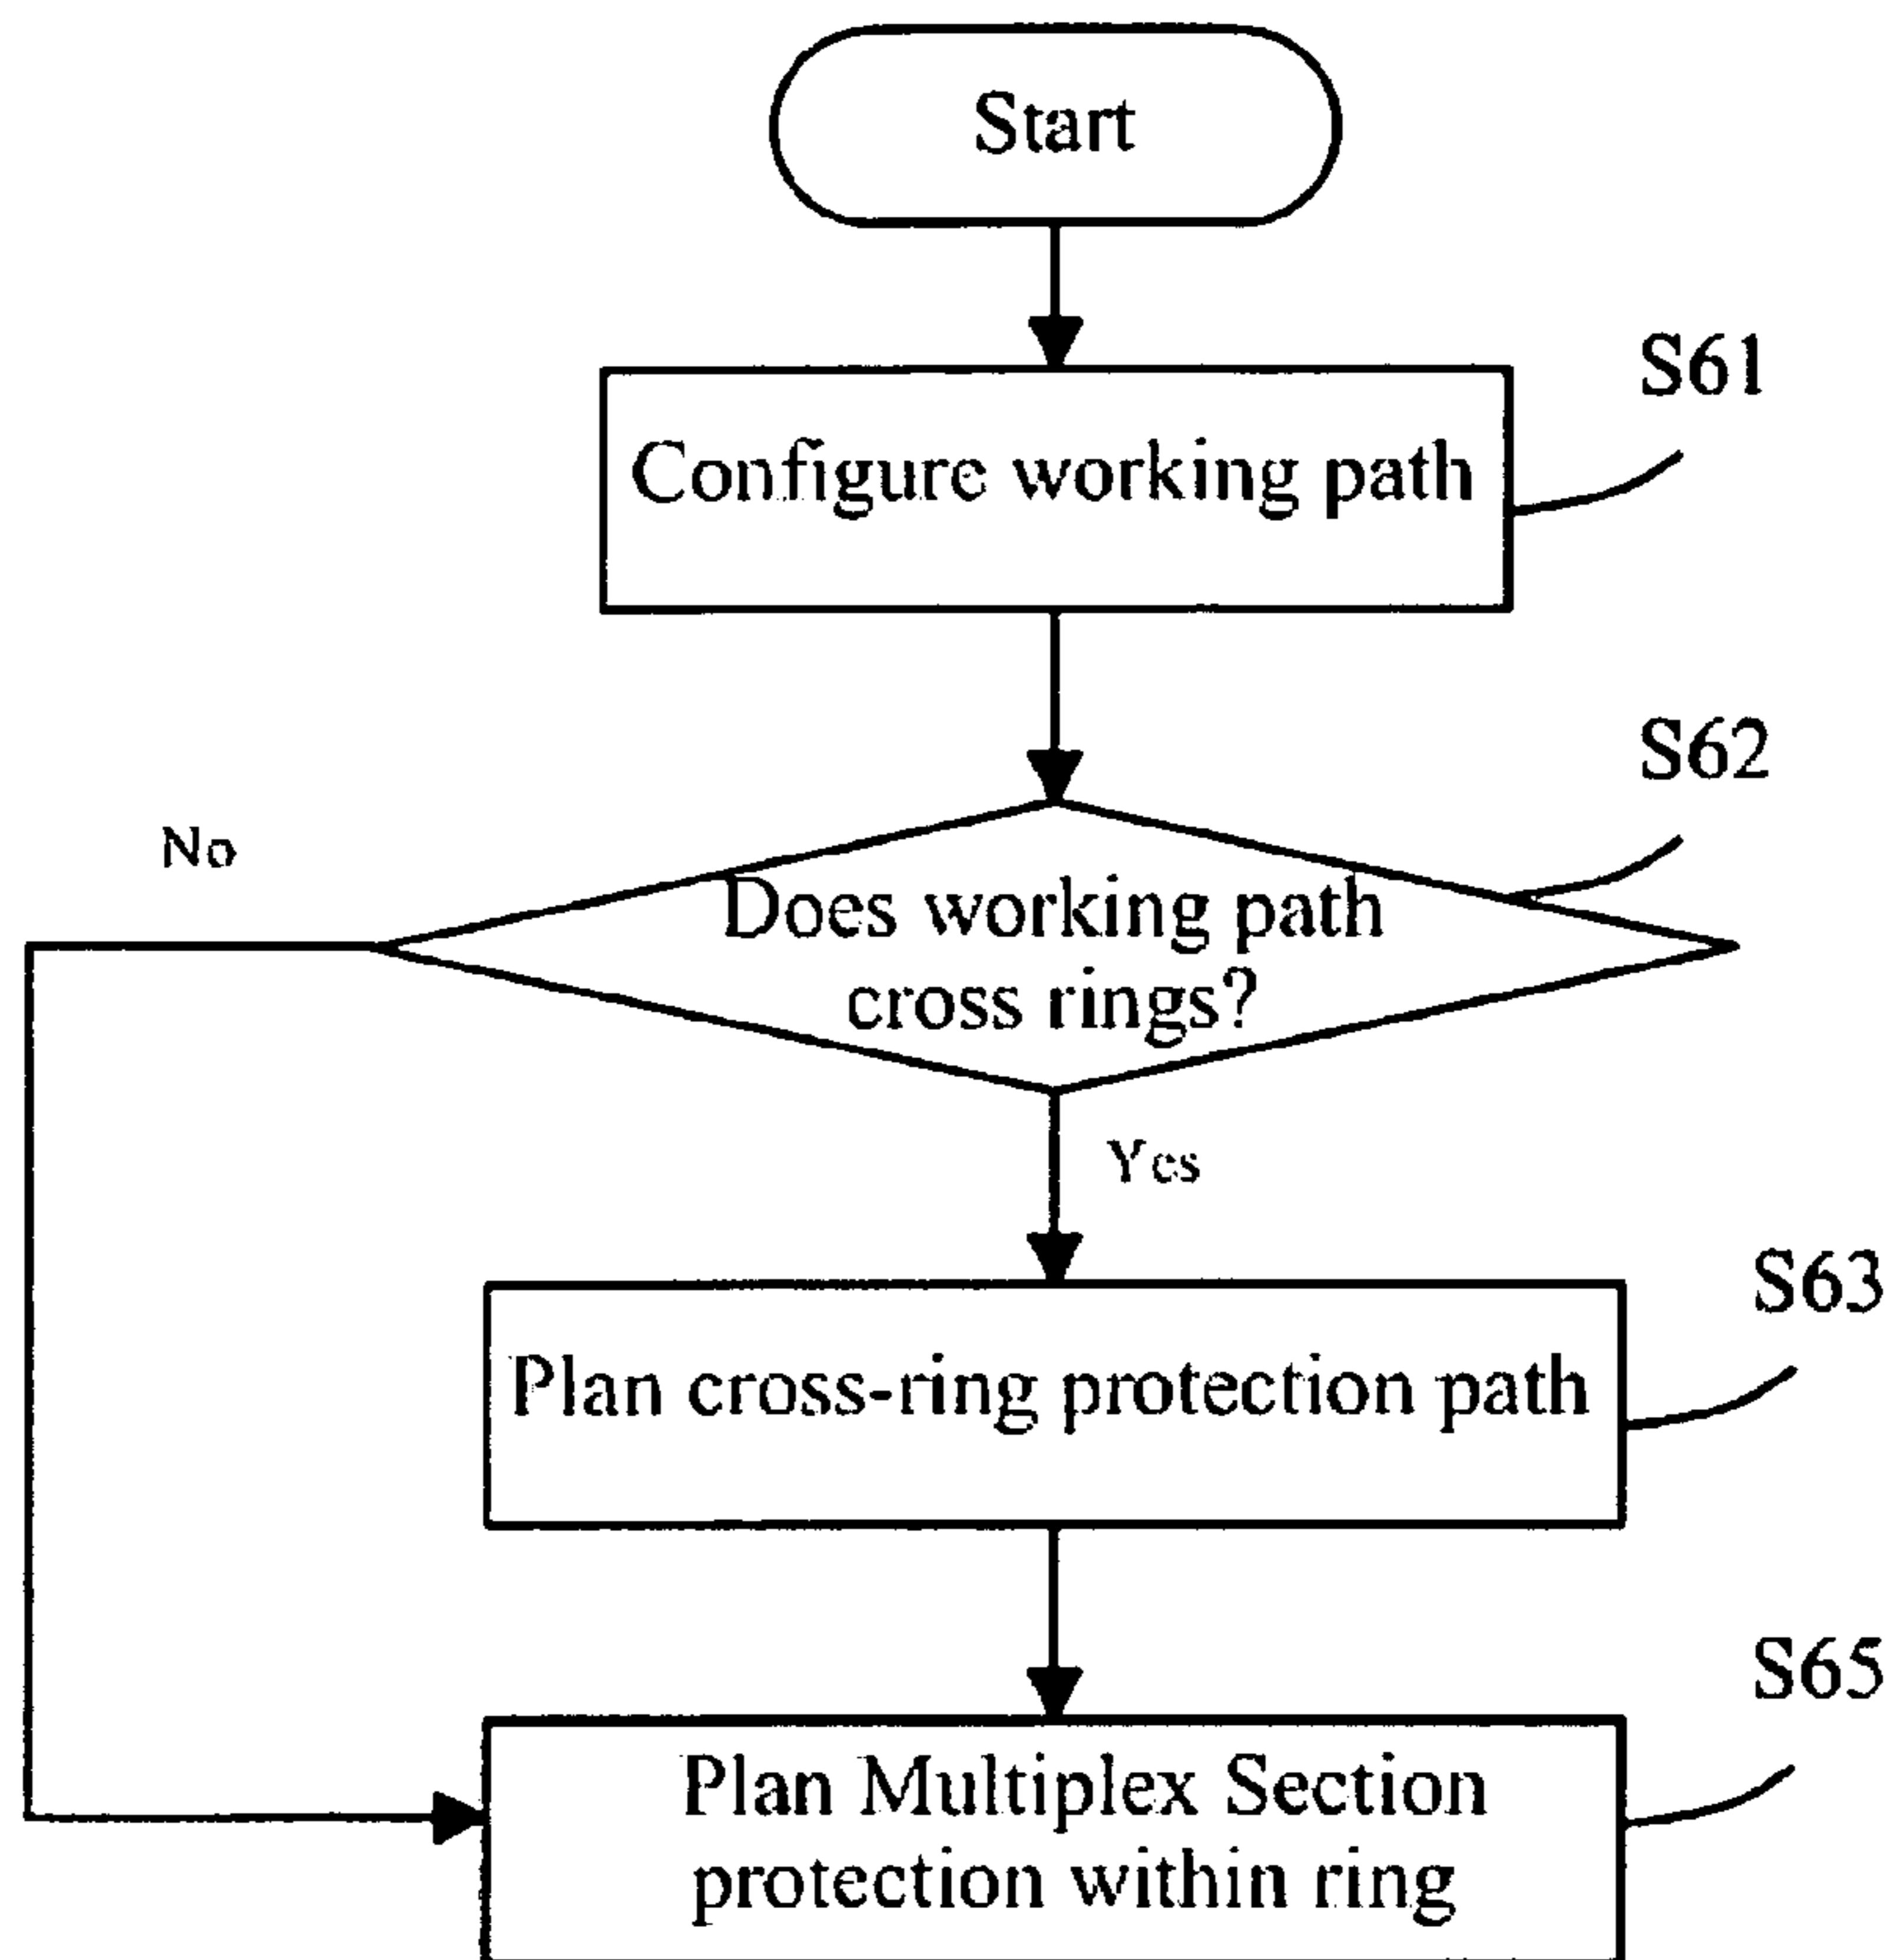 Start
S61
Configure working path
S62
No
Does working path
cross rings?
Yes
S63
Plan cross-ring protection path
S65
Plan Multiplex Section
protection within ring